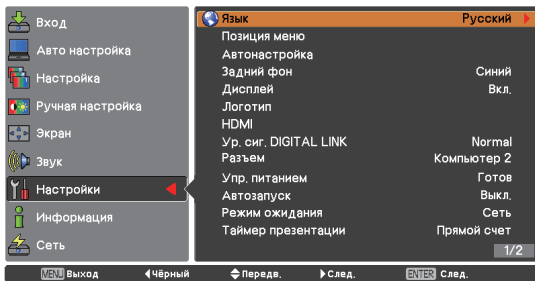 Вход
Авто настройка
Настройка
Ручная настройка
Экран
Звук
Настройки
Информация
Сеть
Язык Русский
Позиция меню
Автонастройка
Задний фон Синий
Дисплей Вкл.
Логотип
HDMI
Ур. сиг. DIGITAL LINK Normal
Разъем Компьютер 2
Упр. питанием Готов
Автозапуск Выкл.
Режим ожидания Сеть
Таймер презентации Прямой счет
1/2
MENU Выход Чёрный Передв. След. ENTER След.